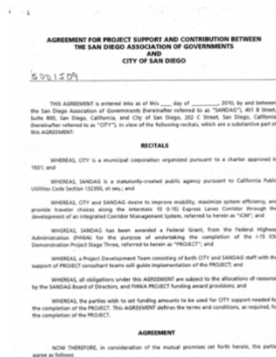 AGREEMENT FOR PROJECT SUPPORT AND CONTRIBUTION BETWEEN
THE SAN DIEGO ASSOCIATION OF GOVERNMENTS
AND
CITY OF SAN DIEGO
5001509
THIS AGREEMENT is entered into as of this ___ day of ________, 2010, by and between
the San Diego Association of Governments (hereinafter referred to as "SANDAG"), 401 B Street,
Suite 800, San Diego, California, and City of San Diego, 202 C Street, San Diego, California
(hereinafter referred to as "CITY"), in view of the following recitals, which are a substantive part of
this AGREEMENT:
RECITALS
WHEREAS, CITY is a municipal corporation organized pursuant to a charter approved in
1931; and
WHEREAS, SANDAG is a statutorily-created public agency pursuant to California Public
Utilities Code Section 132350, et seq.; and
WHEREAS, CITY and SANDAG desire to improve mobility, maximize system efficiency, and
provide transfer choices along the Interstate 15 (I-15) Express Lanes Corridor through the
development of an Integrated Corridor Management System, referred to herein as "ICM"; and
WHEREAS, SANDAG has been awarded a Federal Grant, from the Federal Highway
Administration (FHWA) for the purpose of undertaking the completion of the I-15 ICM
Demonstration Project Stage Three, referred to herein as "PROJECT"; and
WHEREAS, a Project Development Team consisting of both CITY and SANDAG staff with the
support of PROJECT consultant teams will guide implementation of the PROJECT; and
WHEREAS, all obligations under this AGREEMENT are subject to the allocations of resources
by the SANDAG Board of Directors, and FHWA PROJECT funding award provisions; and
WHEREAS, the parties wish to set funding amounts to be used for CITY support needed for
the completion of the PROJECT. This AGREEMENT defines the terms and conditions, as required, for
the completion of the PROJECT.
AGREEMENT
NOW THEREFORE, in consideration of the mutual promises set forth herein, the parties
agree as follows: